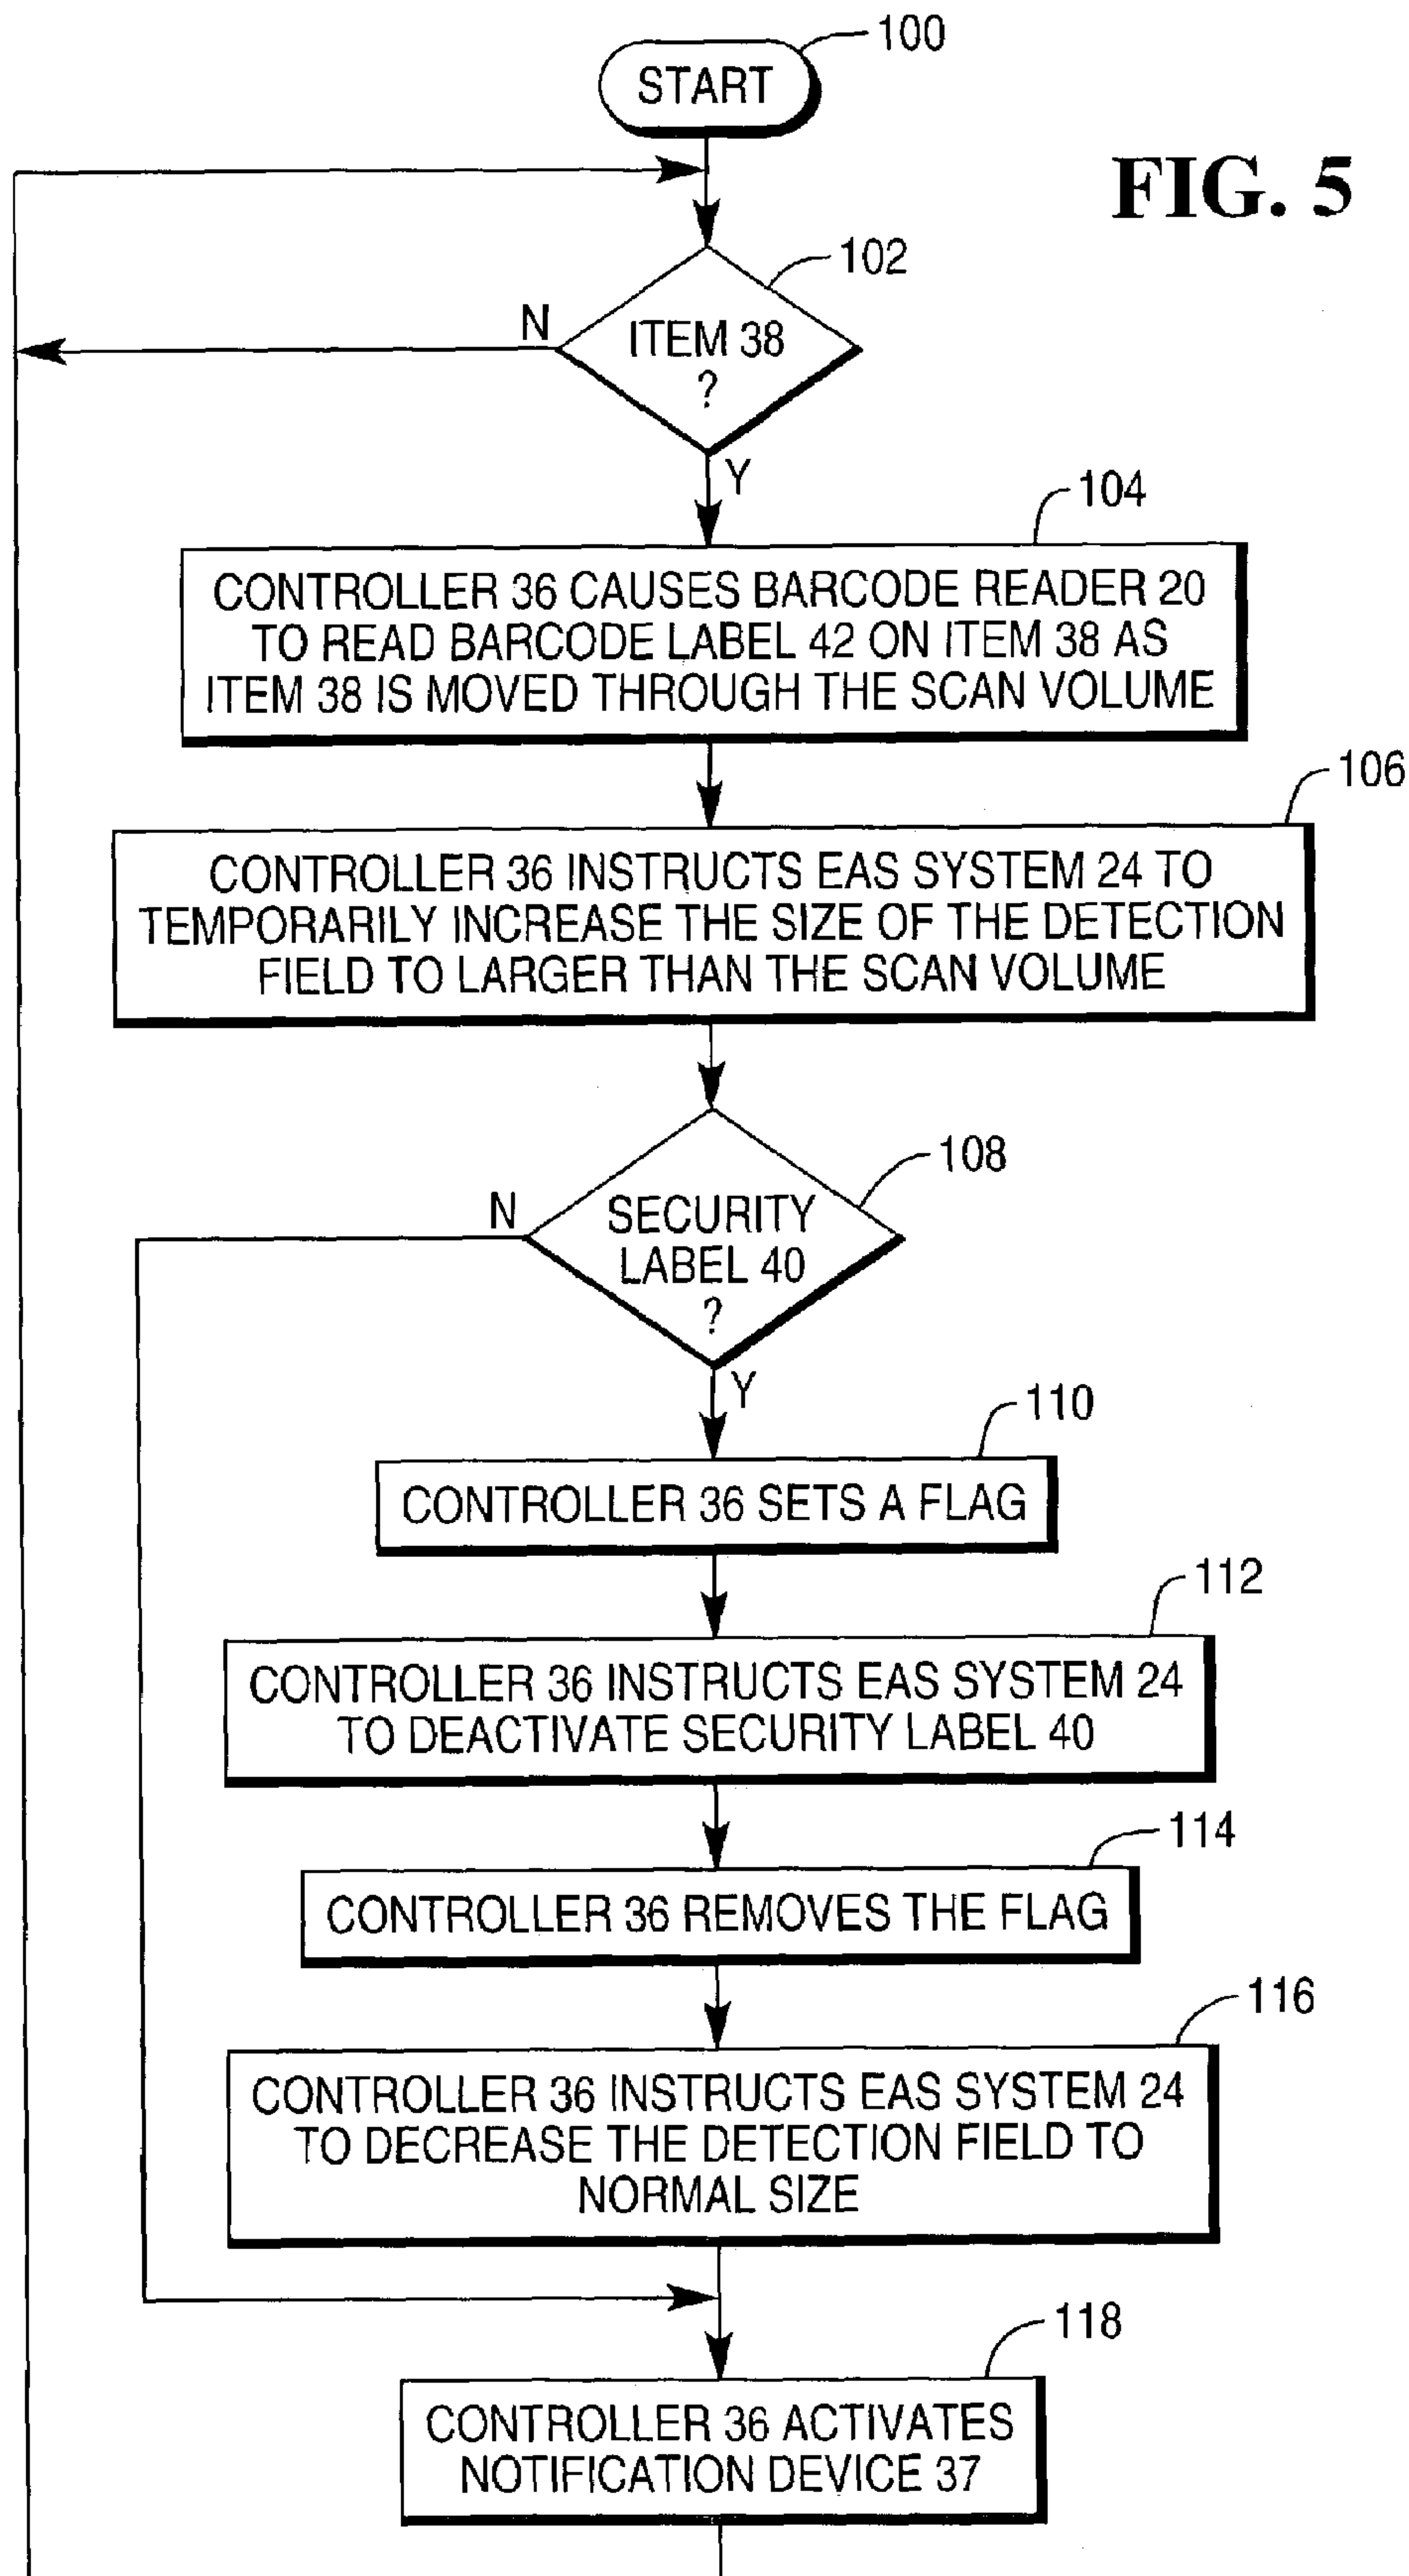 100
START
FIG. 5
102
N
ITEM 38
?
Y
104
CONTROLLER 36 CAUSES BARCODE READER 20
TO READ BARCODE LABEL 42 ON ITEM 38 AS
ITEM 38 IS MOVED THROUGH THE SCAN VOLUME
106
CONTROLLER 36 INSTRUCTS EAS SYSTEM 24 TO
TEMPORARILY INCREASE THE SIZE OF THE DETECTION
FIELD TO LARGER THAN THE SCAN VOLUME
108
N
SECURITY
LABEL 40
?
Y
110
CONTROLLER 36 SETS A FLAG
112
CONTROLLER 36 INSTRUCTS EAS SYSTEM 24
TO DEACTIVATE SECURITY LABEL 40
114
CONTROLLER 36 REMOVES THE FLAG
116
CONTROLLER 36 INSTRUCTS EAS SYSTEM 24
TO DECREASE THE DETECTION FIELD TO
NORMAL SIZE
118
CONTROLLER 36 ACTIVATES
NOTIFICATION DEVICE 37